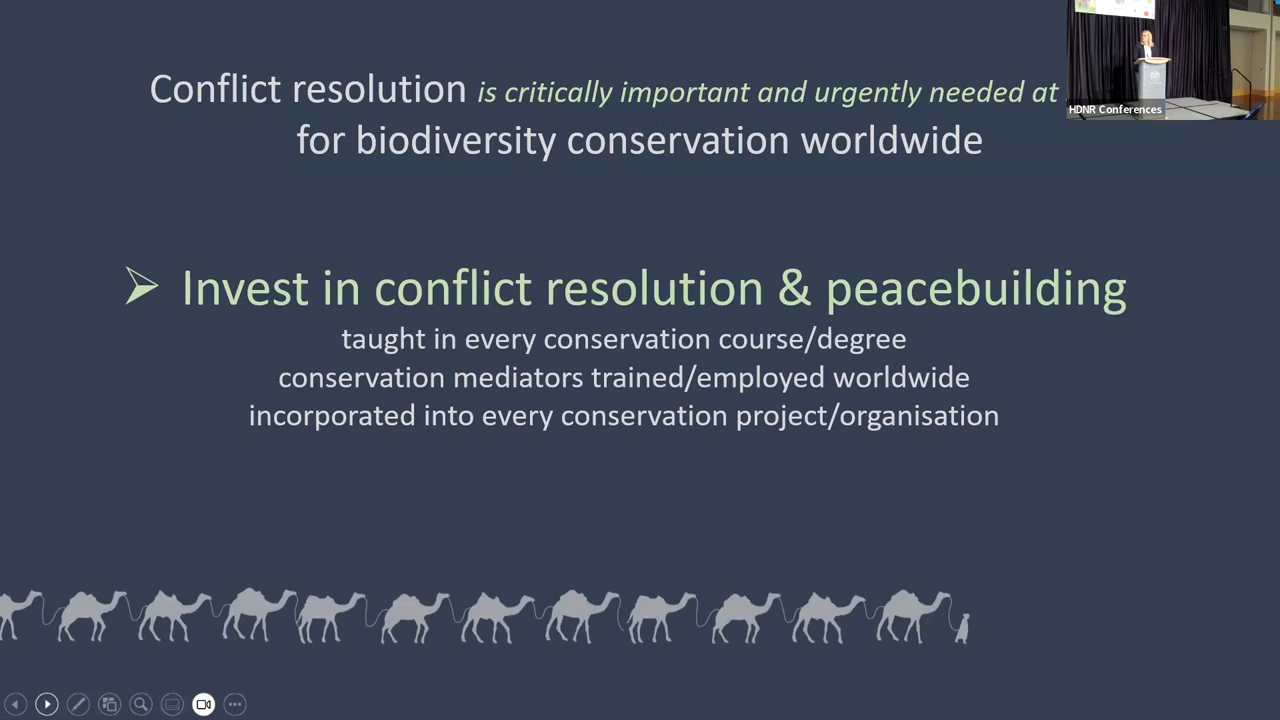 Conflict resolution is critically important and urgently needed at
for biodiversity conservation worldwide
Invest in conflict resolution & peacebuilding
taught in every conservation course/degree
conservation mediators trained/employed worldwide
incorporated into every conservation project/organisation
HDNR Conferences